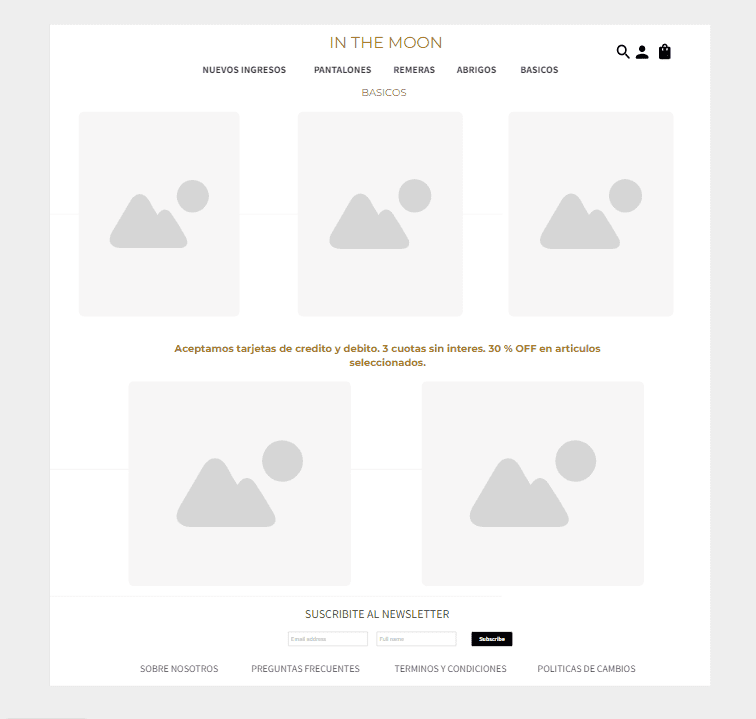 IN THE MOON
NUEVOS INGRESOS PANTALONES REMERAS ABRIGOS BASICOS
BASICOS
Aceptamos tarjetas de credito y debito. 3 cuotas sin interes. 30 % OFF en articulos
seleccionados.
SUSCRIBITE AL NEWSLETTER
Email address Full name Subscribe
SOBRE NOSOTROS PREGUNTAS FRECUENTES TERMINOS Y CONDICIONES POLITICAS DE CAMBIOS